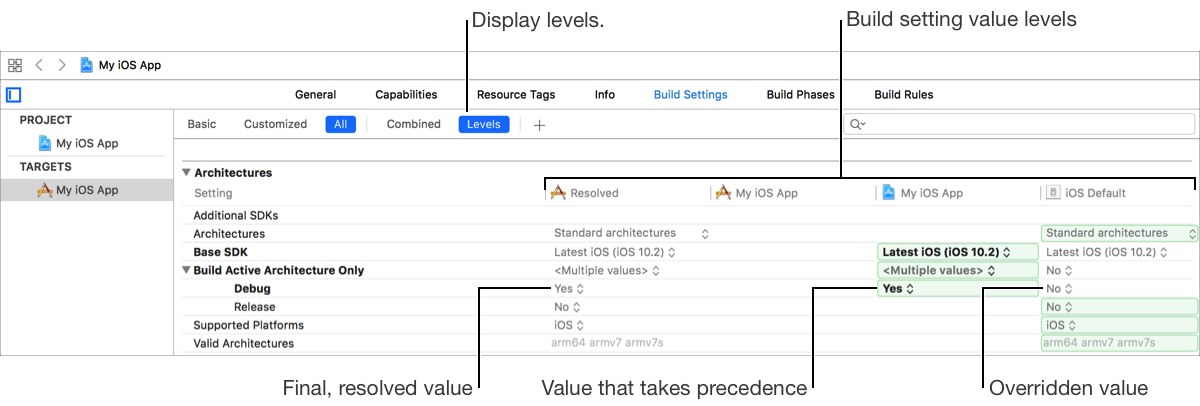 Display levels.
Build setting value levels
My iOS App
General Capabilities Resource Tags Info Build Settings Build Phases Build Rules
PROJECT
My iOS App
TARGETS
My iOS App
Basic Customized All Combined Levels +
Architectures
Setting Resolved My iOS App My iOS App iOS Default
Additional SDKs
Architectures Standard architectures Standard architectures
Base SDK Latest iOS (iOS 10.2) Latest iOS (iOS 10.2) Latest iOS (iOS 10.2)
Build Active Architecture Only <Multiple values> <Multiple values> No
Debug Yes Yes No
Release No No
Supported Platforms iOS iOS
Valid Architectures arm64 armv7 armv7s arm64 armv7 armv7s
Final, resolved value
Value that takes precedence
Overridden value